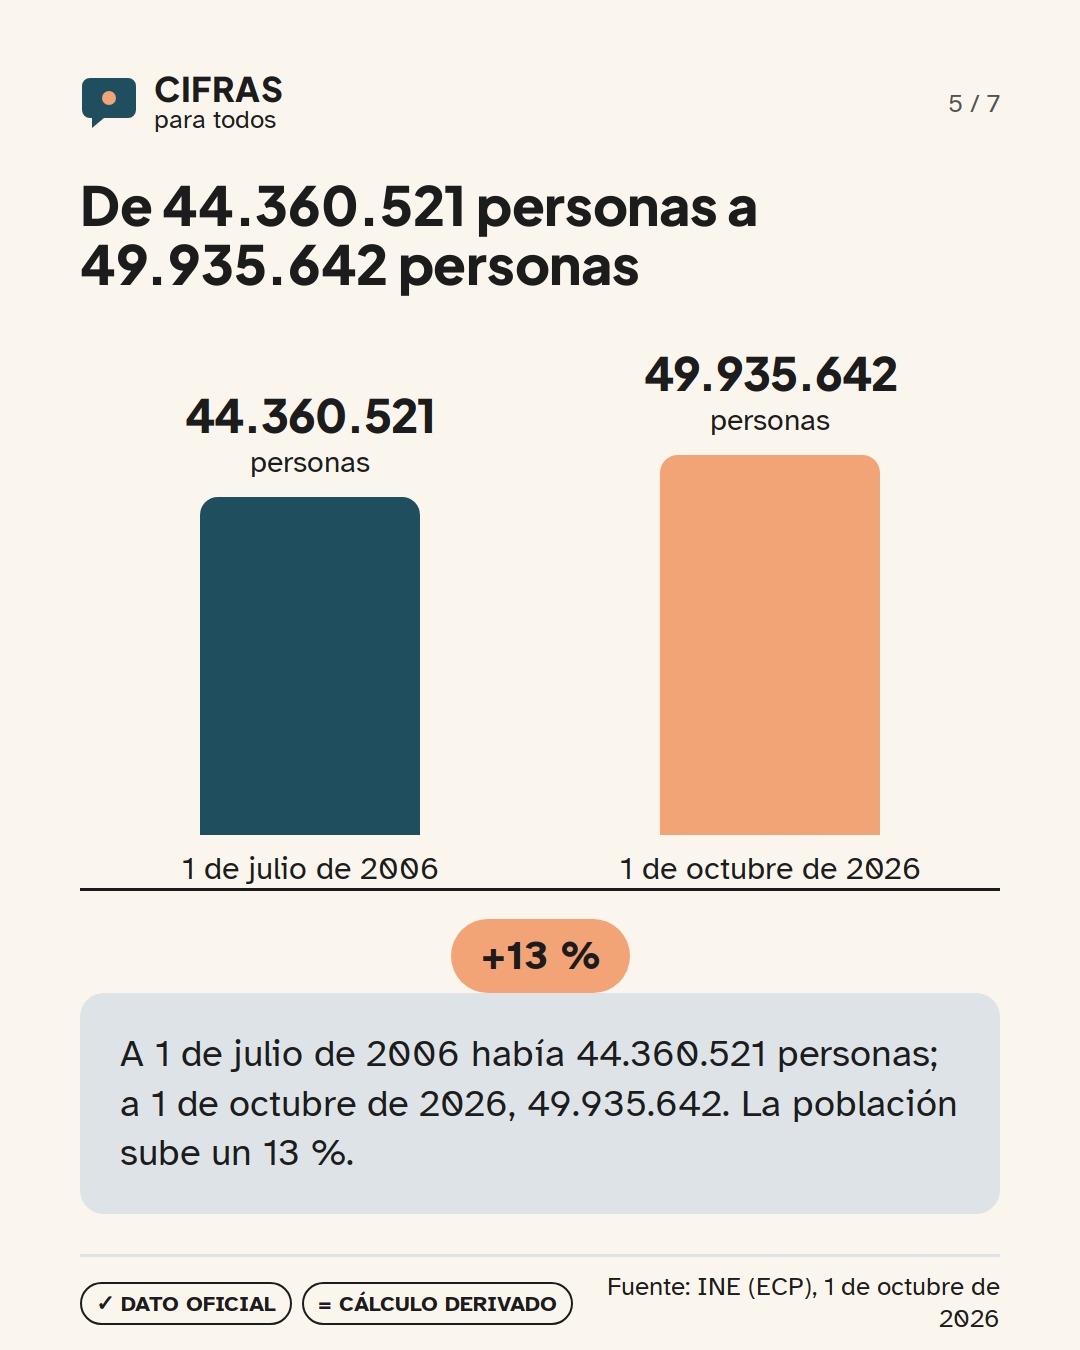 CIFRAS
para todos
5 / 7
De 44.360.521 personas a
49.935.642 personas
44.360.521
personas
49.935.642
personas
1 de julio de 2006
1 de octubre de 2026
+13 %
A 1 de julio de 2006 había 44.360.521 personas;
a 1 de octubre de 2026, 49.935.642. La población
sube un 13 %.
✓ DATO OFICIAL
= CÁLCULO DERIVADO
Fuente: INE (ECP), 1 de octubre de
2026